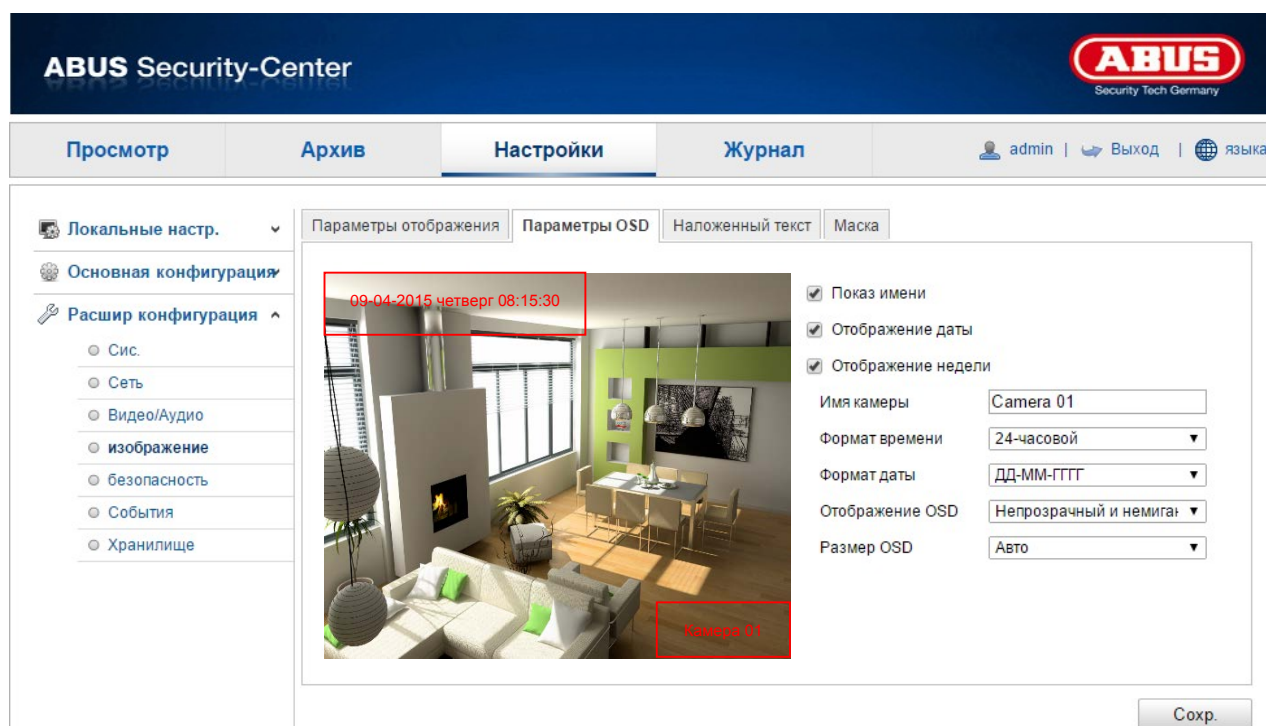 ABUS Security-Center
ABUS
Security Tech Germany
Просмотр Архив Настройки Журнал admin | Выход | языка
Локальные настр.
Основная конфигурация
Расшир конфигурация
Сис.
Сеть
Видео/Аудио
изображение
безопасность
События
Хранилище
Параметры отображения Параметры OSD Наложенный текст Маска
09-04-2015 четверг 08:15:30
Камера 01
Показ имени
Отображение даты
Отображение недели
Имя камеры Camera 01
Формат времени 24-часовой
Формат даты ДД-ММ-ГГГГ
Отображение OSD Непрозрачный и немиган
Размер OSD Авто
Сохр.